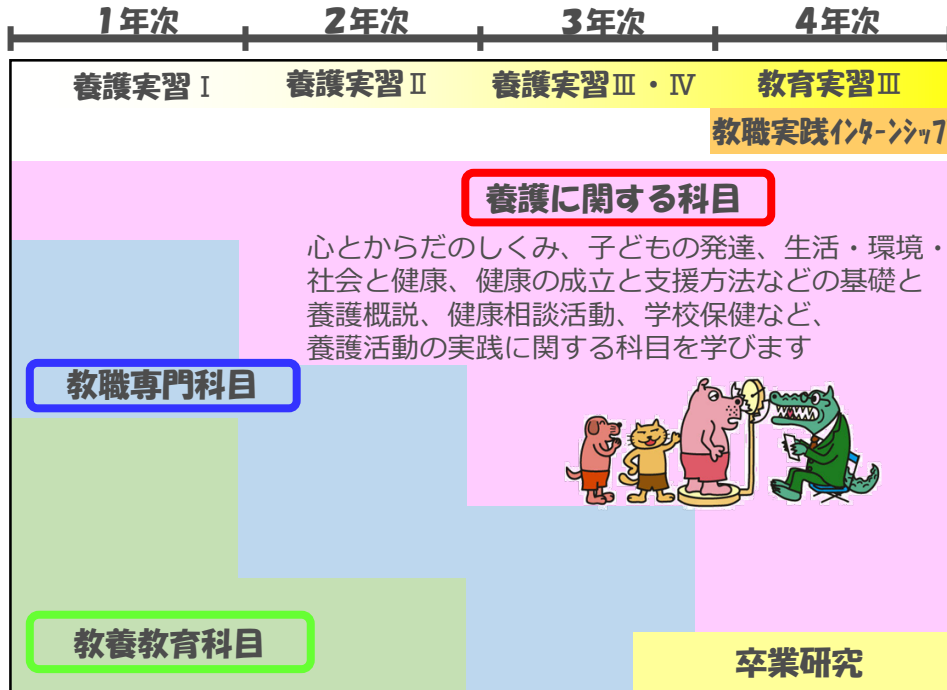 1年次 2年次 3年次 4年次
養護実習Ⅰ 養護実習Ⅱ 養護実習Ⅲ・Ⅳ 教育実習Ⅲ
教職実践インターンシップ
養護に関する科目
心とからだのしくみ、子どもの発達、生活・環境・
社会と健康、健康の成立と支援方法などの基礎と
養護概説、健康相談活動、学校保健など、
養護活動の実践に関する科目を学びます
教職専門科目
教養教育科目
卒業研究